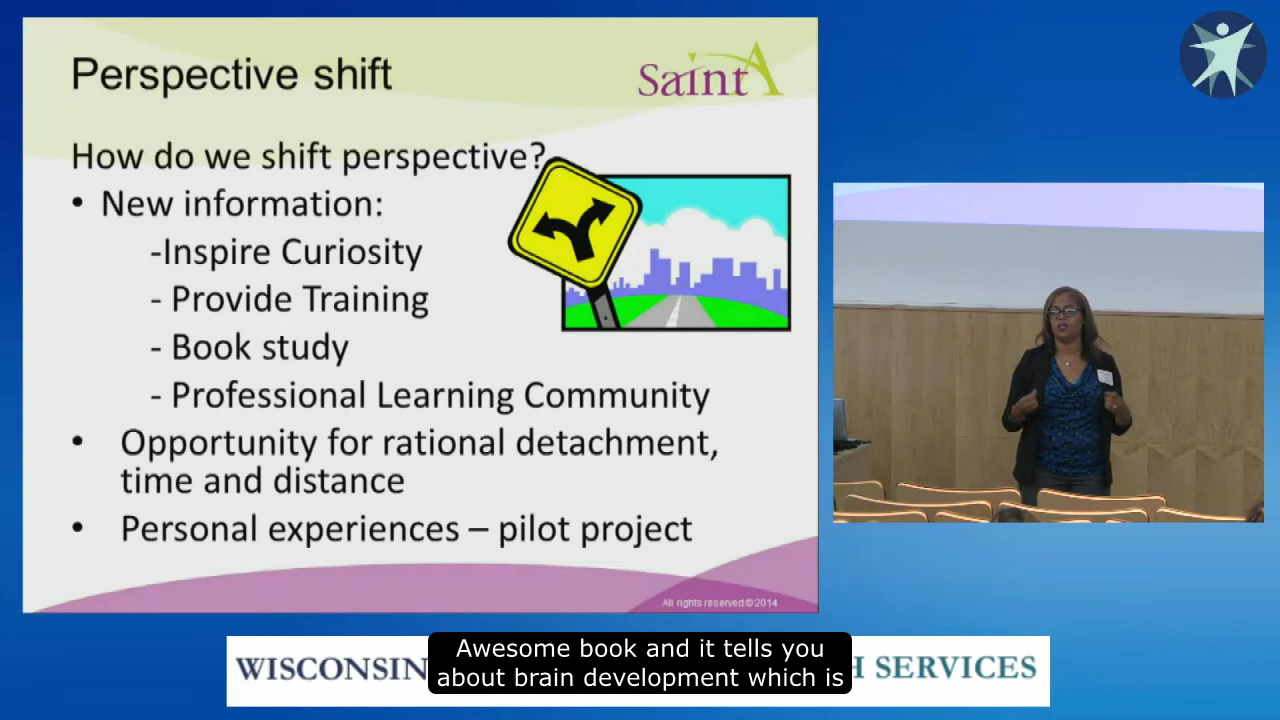 Perspective shift
SaintA
How do we shift perspective?
• New information:
-Inspire Curiosity
- Provide Training
- Book study
- Professional Learning Community
• Opportunity for rational detachment,
time and distance
• Personal experiences – pilot project
All rights reserved © 2014
WISCONSIN
H SERVICES
Awesome book and it tells you
about brain development which is